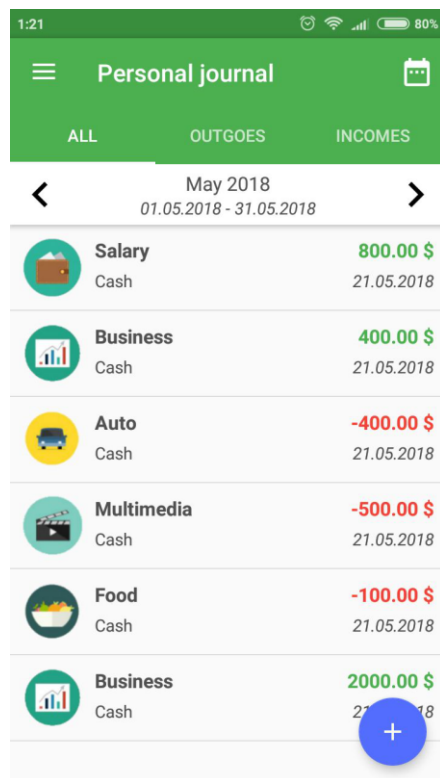 1:21 80%
Personal journal
ALL OUTGOES INCOMES
May 2018
01.05.2018 - 31.05.2018
Salary 800.00 $
Cash 21.05.2018
Business 400.00 $
Cash 21.05.2018
Auto -400.00 $
Cash 21.05.2018
Multimedia -500.00 $
Cash 21.05.2018
Food -100.00 $
Cash 21.05.2018
Business 2000.00 $
Cash
+